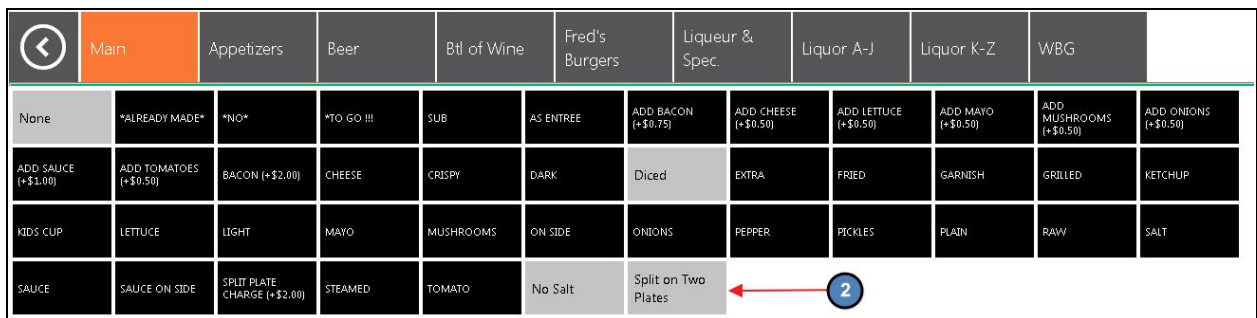 Main
Appetizers
Beer
Btl of Wine
Fred's
Burgers
Liqueur &
Spec.
Liquor A-J
Liquor K-Z
WBG
None
*ALREADY MADE*
*NO*
*TO GO !!!
SUB
AS ENTREE
ADD BACON
(+$0.75)
ADD CHEESE
(+$0.50)
ADD LETTUCE
(+$0.50)
ADD MAYO
(+$0.50)
ADD
MUSHROOMS
(+$0.50)
ADD ONIONS
(+$0.50)
ADD SAUCE
(+$1.00)
ADD TOMATOES
(+$0.50)
BACON (+$2.00)
CHEESE
CRISPY
DARK
Diced
EXTRA
FRIED
GARNISH
GRILLED
KETCHUP
KIDS CUP
LETTUCE
LIGHT
MAYO
MUSHROOMS
ON SIDE
ONIONS
PEPPER
PICKLES
PLAIN
RAW
SALT
SAUCE
SAUCE ON SIDE
SPLIT PLATE
CHARGE (+$2.00)
STEAMED
TOMATO
No Salt
Split on Two
Plates
2